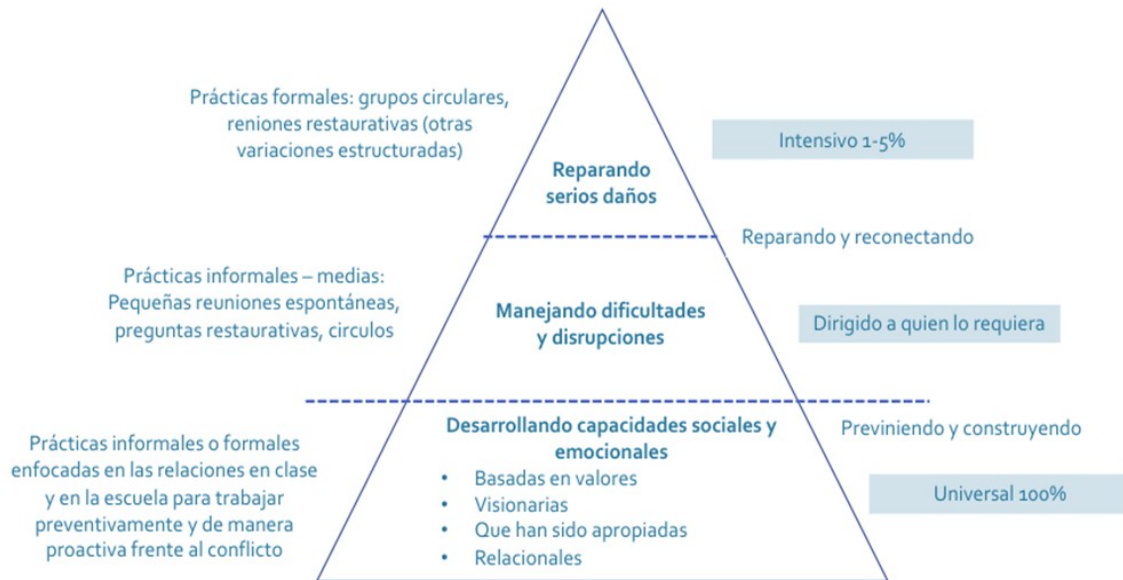 Prácticas formales: grupos circulares,
reniones restaurativas (otras
variaciones estructuradas)
Intensivo 1-5%
Reparando
serios daños
Reparando y reconectando
Prácticas informales – medias:
Pequeñas reuniones espontáneas,
preguntas restaurativas, circulos
Manejando dificultades
y disrupciones
Dirigido a quien lo requiera
Desarrollando capacidades sociales y
emocionales
• Basadas en valores
• Visionarias
• Que han sido apropiadas
• Relacionales
Previniendo y construyendo
Prácticas informales o formales
enfocadas en las relaciones en clase
y en la escuela para trabajar
preventivamente y de manera
proactiva frente al conflicto
Universal 100%